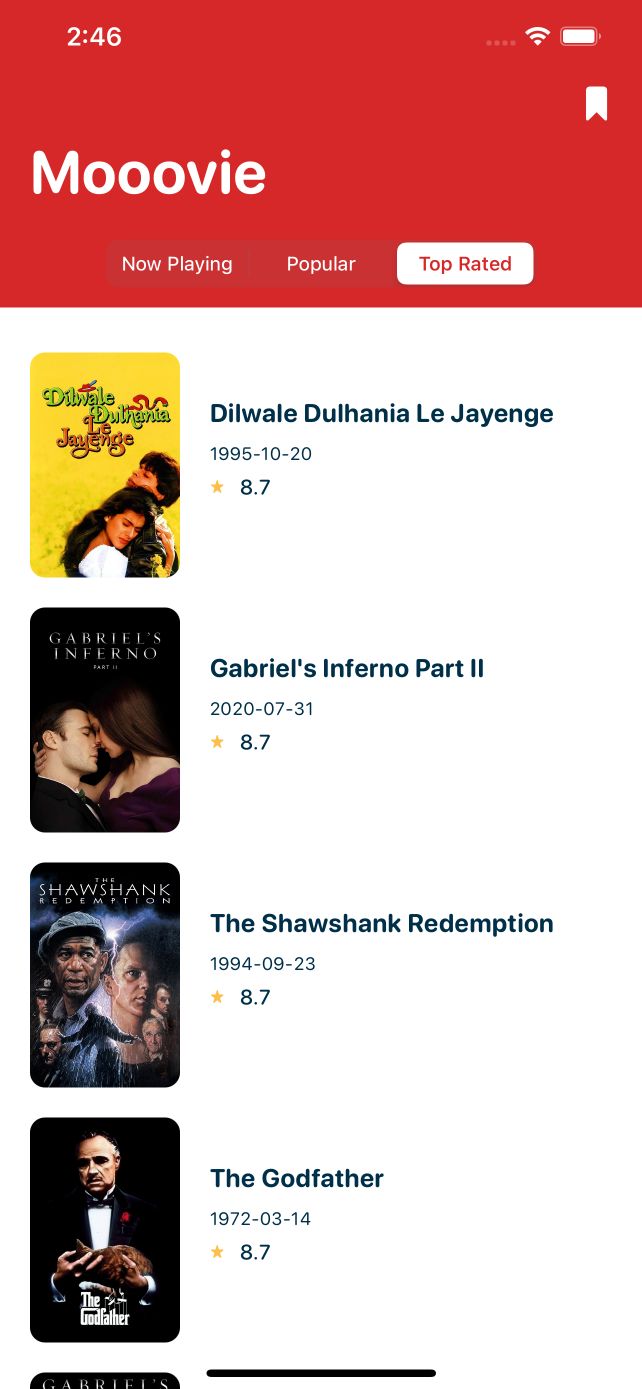 2:46
Mooovie
Now Playing Popular Top Rated
Dilwale
Dulhania
Le
Jayenge
Dilwale Dulhania Le Jayenge
1995-10-20
8.7
GABRIEL'S
INFERNO
PART II
Gabriel's Inferno Part II
2020-07-31
8.7
THE
SHAWSHANK
REDEMPTION
The Shawshank Redemption
1994-09-23
8.7
The
Godfather
The Godfather
1972-03-14
8.7
GABRIEL'S